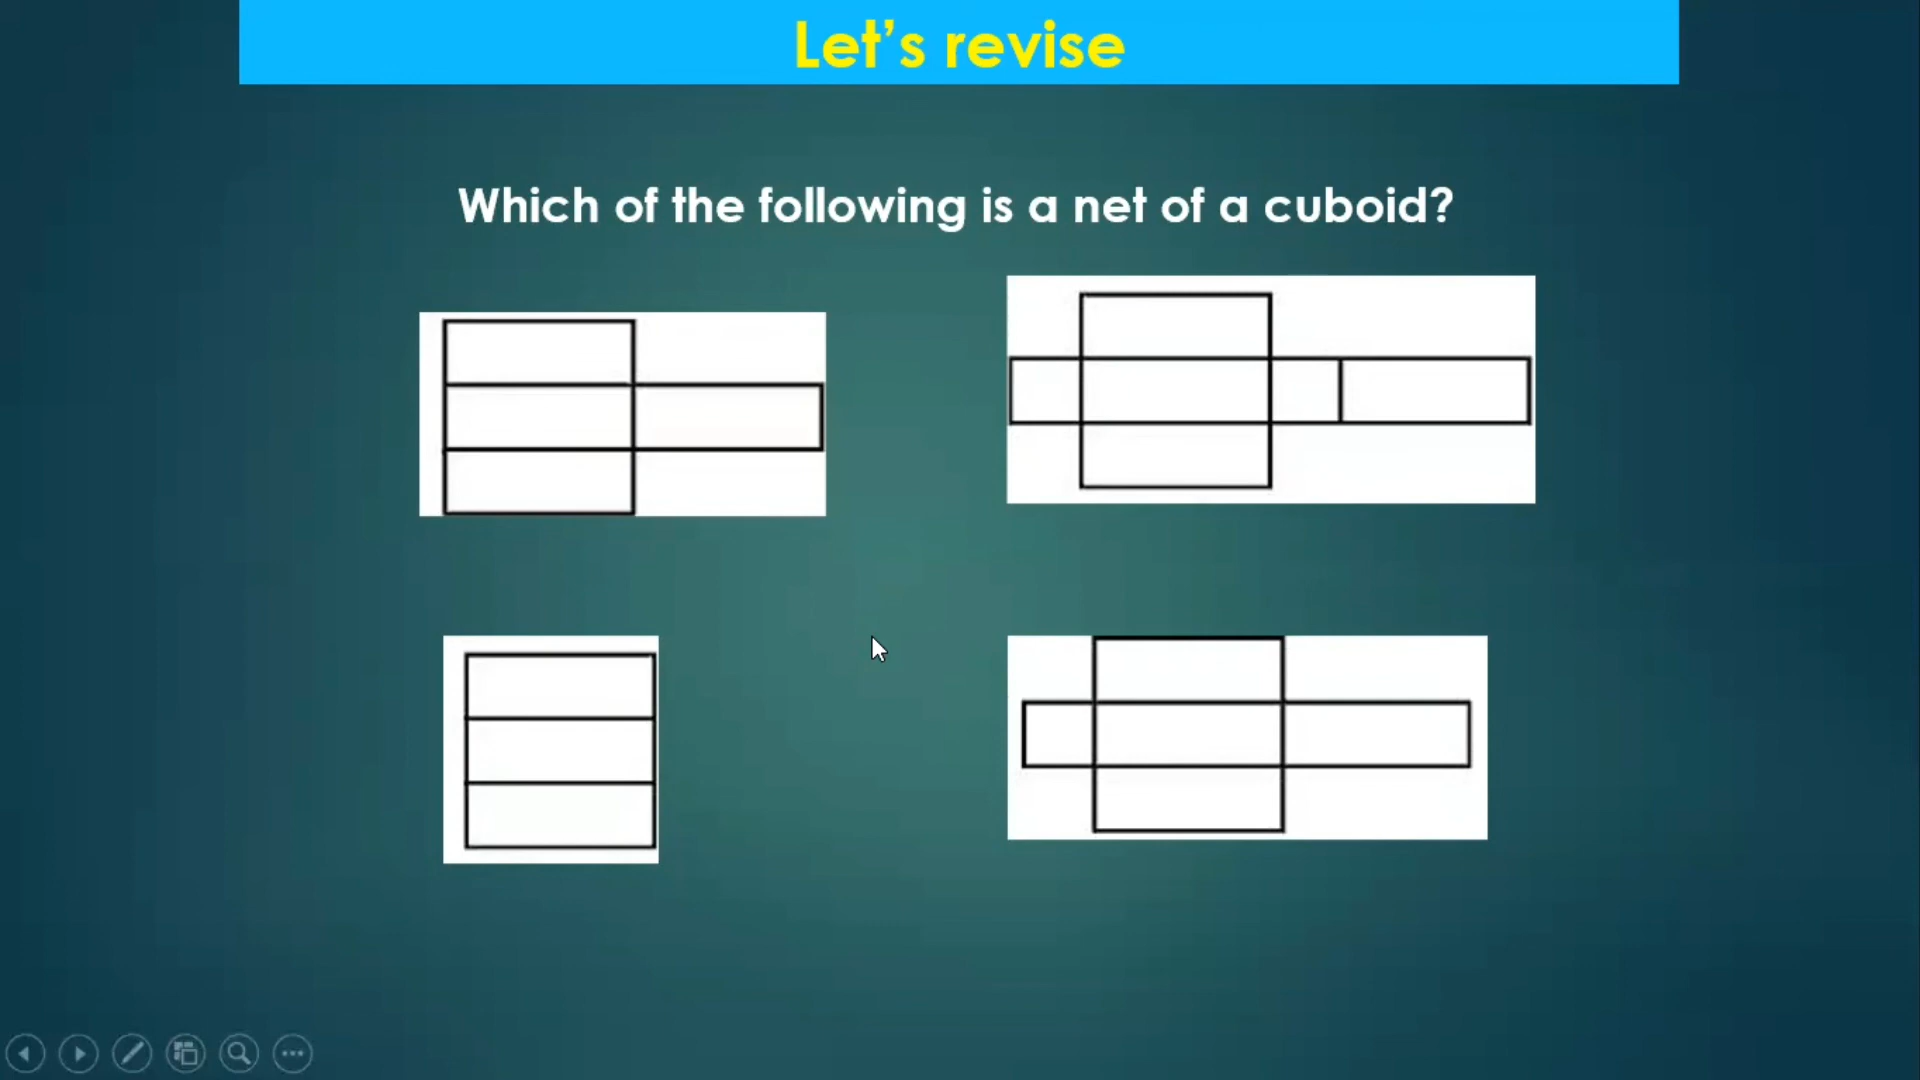 Let’s revise
Which of the following is a net of a cuboid?